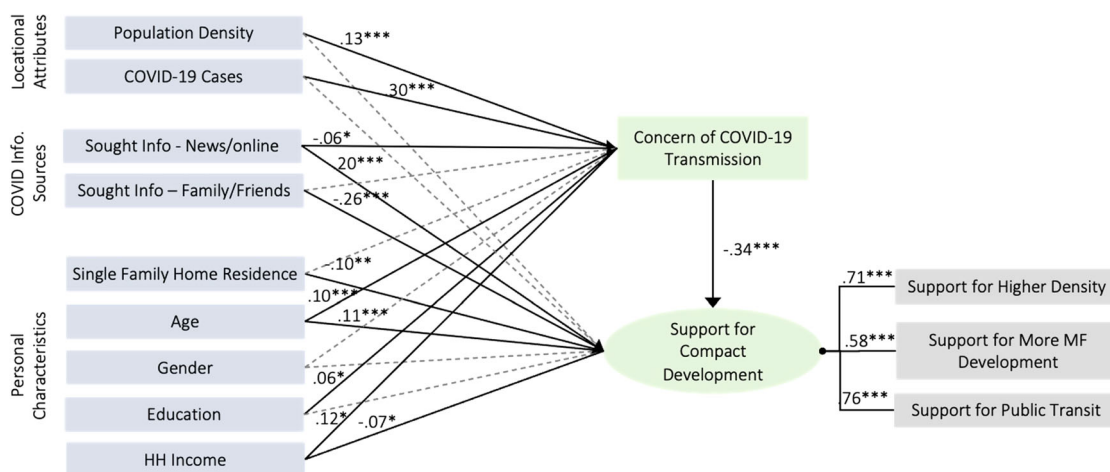 Locational
Attributes
Population Density
COVID-19 Cases
.13***
.30***
COVID Info.
Sources
Sought Info - News/online
Sought Info – Family/Friends
-.06*
.20***
-.26***
Concern of COVID-19
Transmission
-.34***
Personal
Characteristics
Single Family Home Residence
Age
Gender
Education
HH Income
-.10**
.10***
.11***
.06*
.12*
-.07*
Support for
Compact
Development
.71***
Support for Higher Density
.58***
Support for More MF
Development
.76***
Support for Public Transit